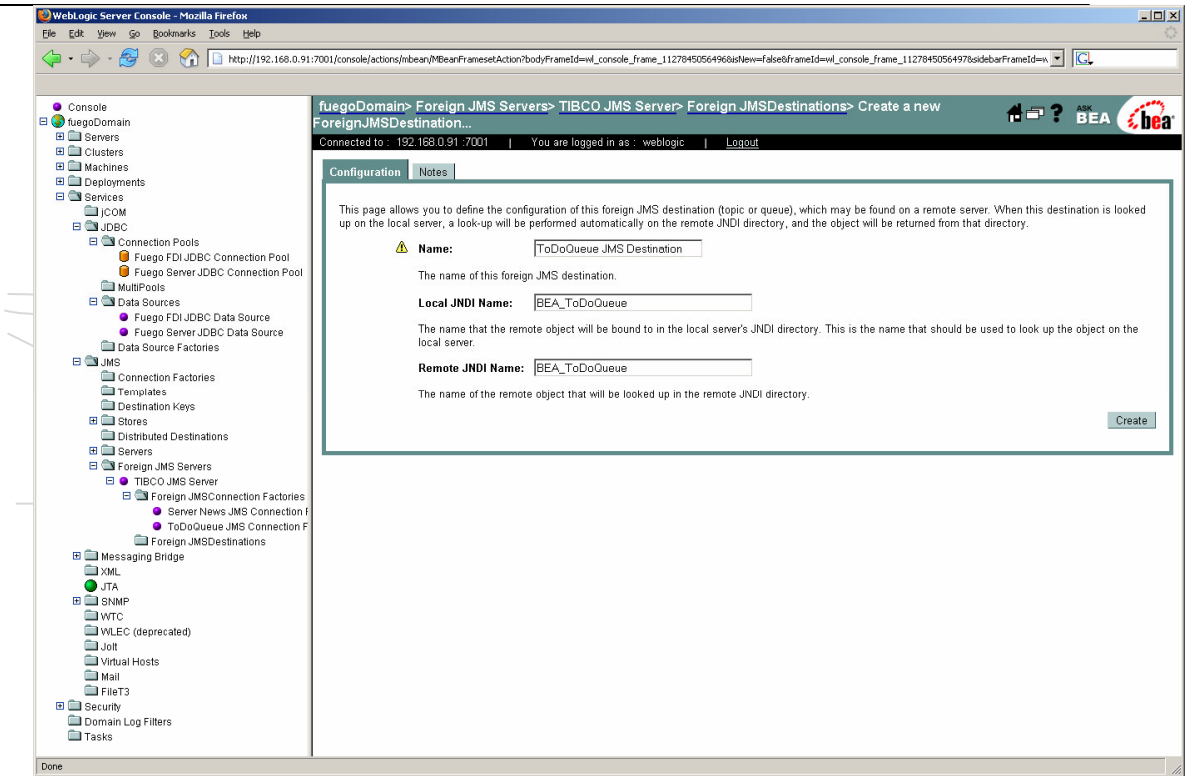 WebLogic Server Console - Mozilla Firefox
File Edit View Go Bookmarks Tools Help
http://192.168.0.91:7001/console/actions/mbean/MBeanFramesetAction?bodyFrameId=wl_console_frame_1127845056496&isNew=false&frameId=wl_console_frame_1127845056497&sidebarFrameId=w
Console
fuegoDomain
Servers
Clusters
Machines
Deployments
Services
jCOM
JDBC
Connection Pools
Fuego FDI JDBC Connection Pool
Fuego Server JDBC Connection Pool
MultiPools
Data Sources
Fuego FDI JDBC Data Source
Fuego Server JDBC Data Source
Data Source Factories
JMS
Connection Factories
Templates
Destination Keys
Stores
Distributed Destinations
Servers
Foreign JMS Servers
TIBCO JMS Server
Foreign JMSConnection Factories
Server News JMS Connection F
ToDoQueue JMS Connection F
Foreign JMSDestinations
Messaging Bridge
XML
JTA
SNMP
WTC
WLEC (deprecated)
Jolt
Virtual Hosts
Mail
FileT3
Security
Domain Log Filters
Tasks
fuegoDomain> Foreign JMS Servers> TIBCO JMS Server> Foreign JMSDestinations> Create a new
ForeignJMSDestination...
? ASK BEA bea
Connected to : 192.168.0.91 :7001 | You are logged in as : weblogic | Logout
Configuration Notes
This page allows you to define the configuration of this foreign JMS destination (topic or queue), which may be found on a remote server. When this destination is looked
up on the local server, a look-up will be performed automatically on the remote JNDI directory, and the object will be returned from that directory.
Name: ToDoQueue JMS Destination
The name of this foreign JMS destination.
Local JNDI Name: BEA_ToDoQueue
The name that the remote object will be bound to in the local server's JNDI directory. This is the name that should be used to look up the object on the
local server.
Remote JNDI Name: BEA_ToDoQueue
The name of the remote object that will be looked up in the remote JNDI directory.
Create
Done